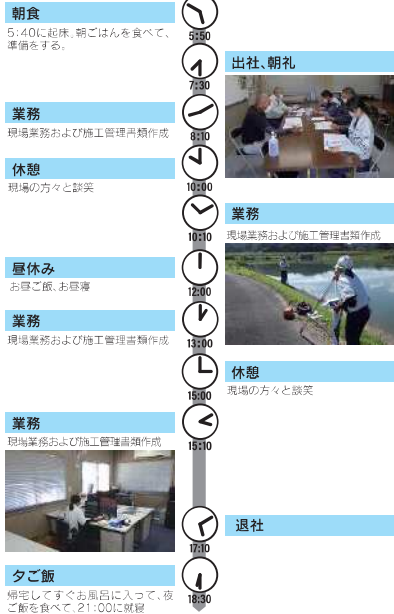 朝食
5:40に起床、朝ごはんを食べて、
準備をする。
5:50
出社、朝礼
7:30
業務
現場業務および施工管理書類作成
8:10
休憩
現場の方々と談笑
10:00
業務
現場業務および施工管理書類作成
10:10
昼休み
お昼ご飯、お昼寝
12:00
業務
現場業務および施工管理書類作成
13:00
休憩
現場の方々と談笑
15:00
業務
現場業務および施工管理書類作成
15:10
退社
17:10
夕ご飯
帰宅してすぐお風呂に入って、夜
ご飯を食べて、21:00に就寝
18:30